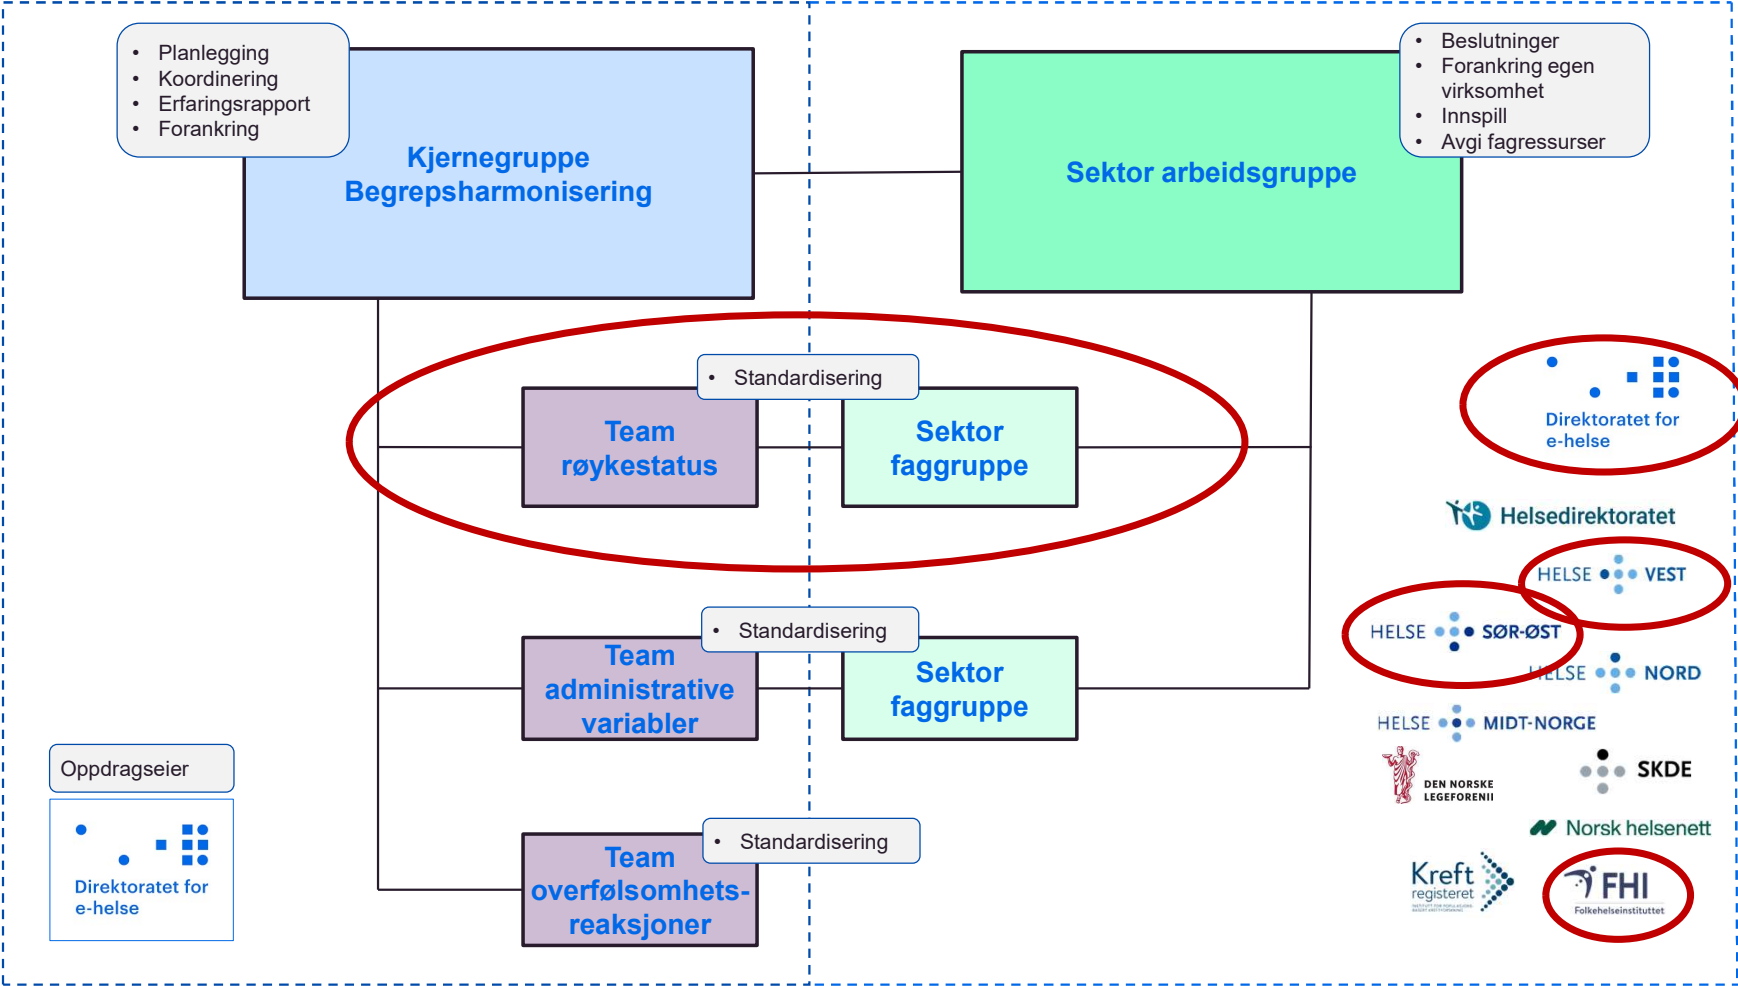 • Planlegging
• Koordinering
• Erfaringsrapport
• Forankring
Kjernegruppe
Begrepsharmonisering
• Beslutninger
• Forankring egen
virksomhet
• Innspill
• Avgi fagressurser
Sektor arbeidsgruppe
• Standardisering
Team
røykestatus
Sektor
faggruppe
• Standardisering
Team
administrative
variabler
Sektor
faggruppe
• Standardisering
Team
overfølsomhets-
reaksjoner
Oppdragseier
Direktoratet for
e-helse
Direktoratet for
e-helse
Helsedirektoratet
HELSE VEST
HELSE SØR-ØST
HELSE NORD
HELSE MIDT-NORGE
DEN NORSKE
LEGEFORENII
SKDE
Norsk helsenett
Kreft
registeret
FHI
Folkehelseinstituttet